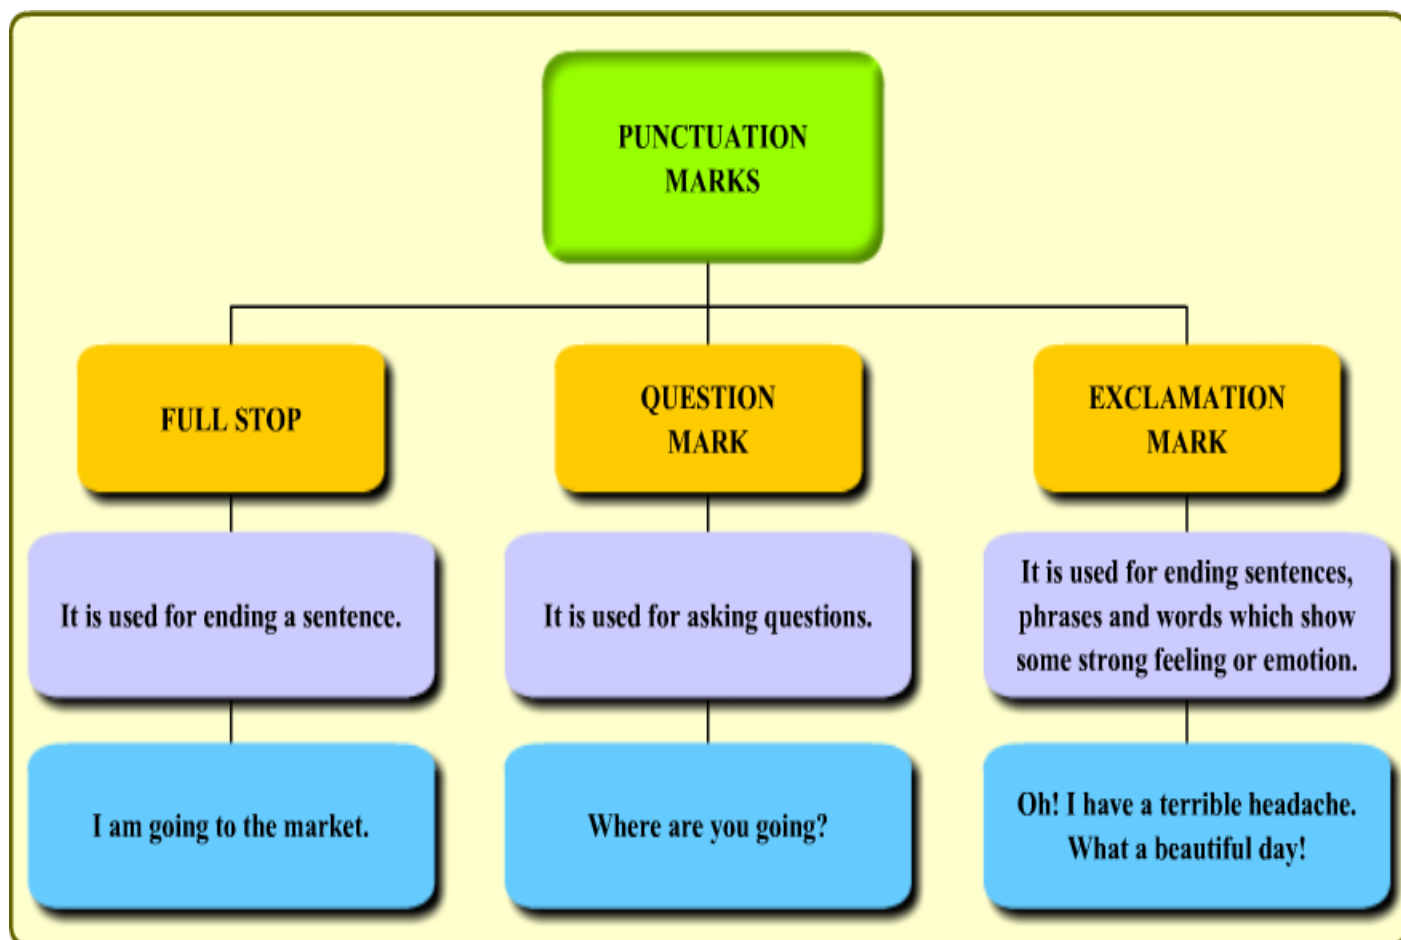 PUNCTUATION
MARKS
FULL STOP
QUESTION
MARK
EXCLAMATION
MARK
It is used for ending a sentence.
It is used for asking questions.
It is used for ending sentences,
phrases and words which show
some strong feeling or emotion.
I am going to the market.
Where are you going?
Oh! I have a terrible headache.
What a beautiful day!